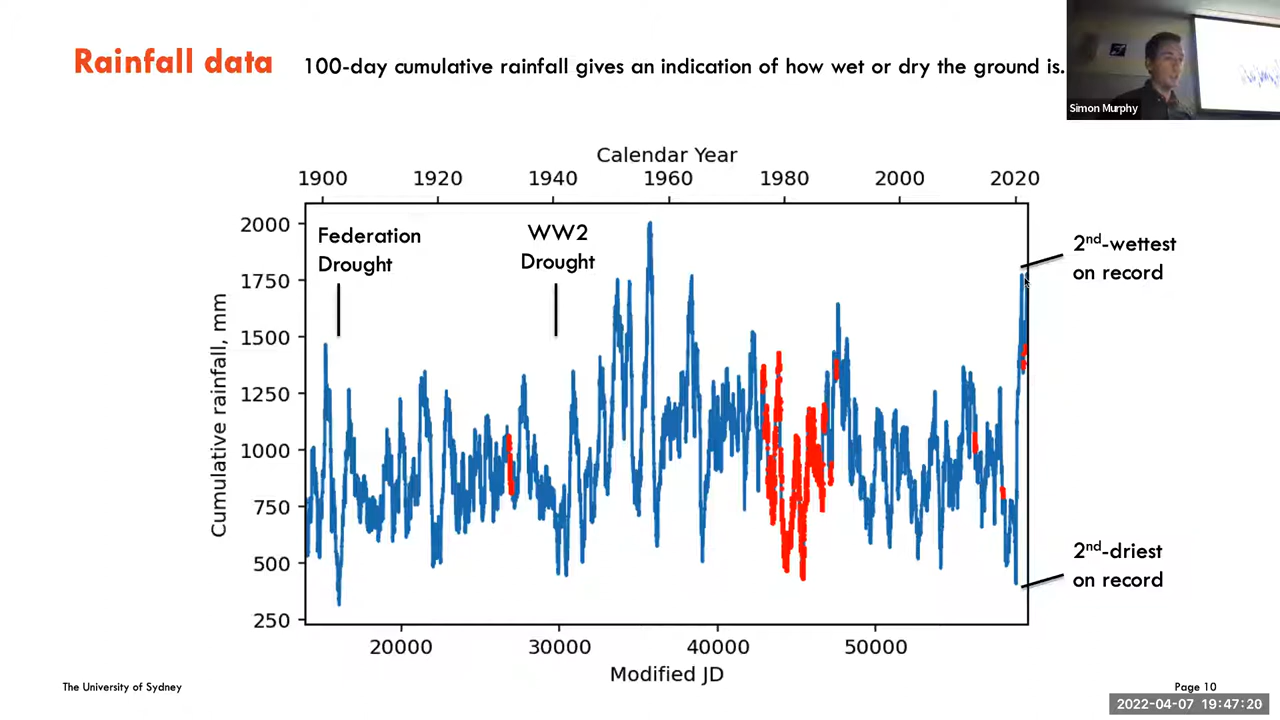 Rainfall data
100-day cumulative rainfall gives an indication of how wet or dry the ground is.
Simon Murphy
Calendar Year
1900 1920 1940 1960 1980 2000 2020
2000
1750
1500
1250
1000
750
500
250
Cumulative rainfall, mm
Federation
Drought
WW2
Drought
2nd-wettest
on record
2nd-driest
on record
20000 30000 40000 50000
Modified JD
The University of Sydney
Page 10
2022-04-07 19:47:20